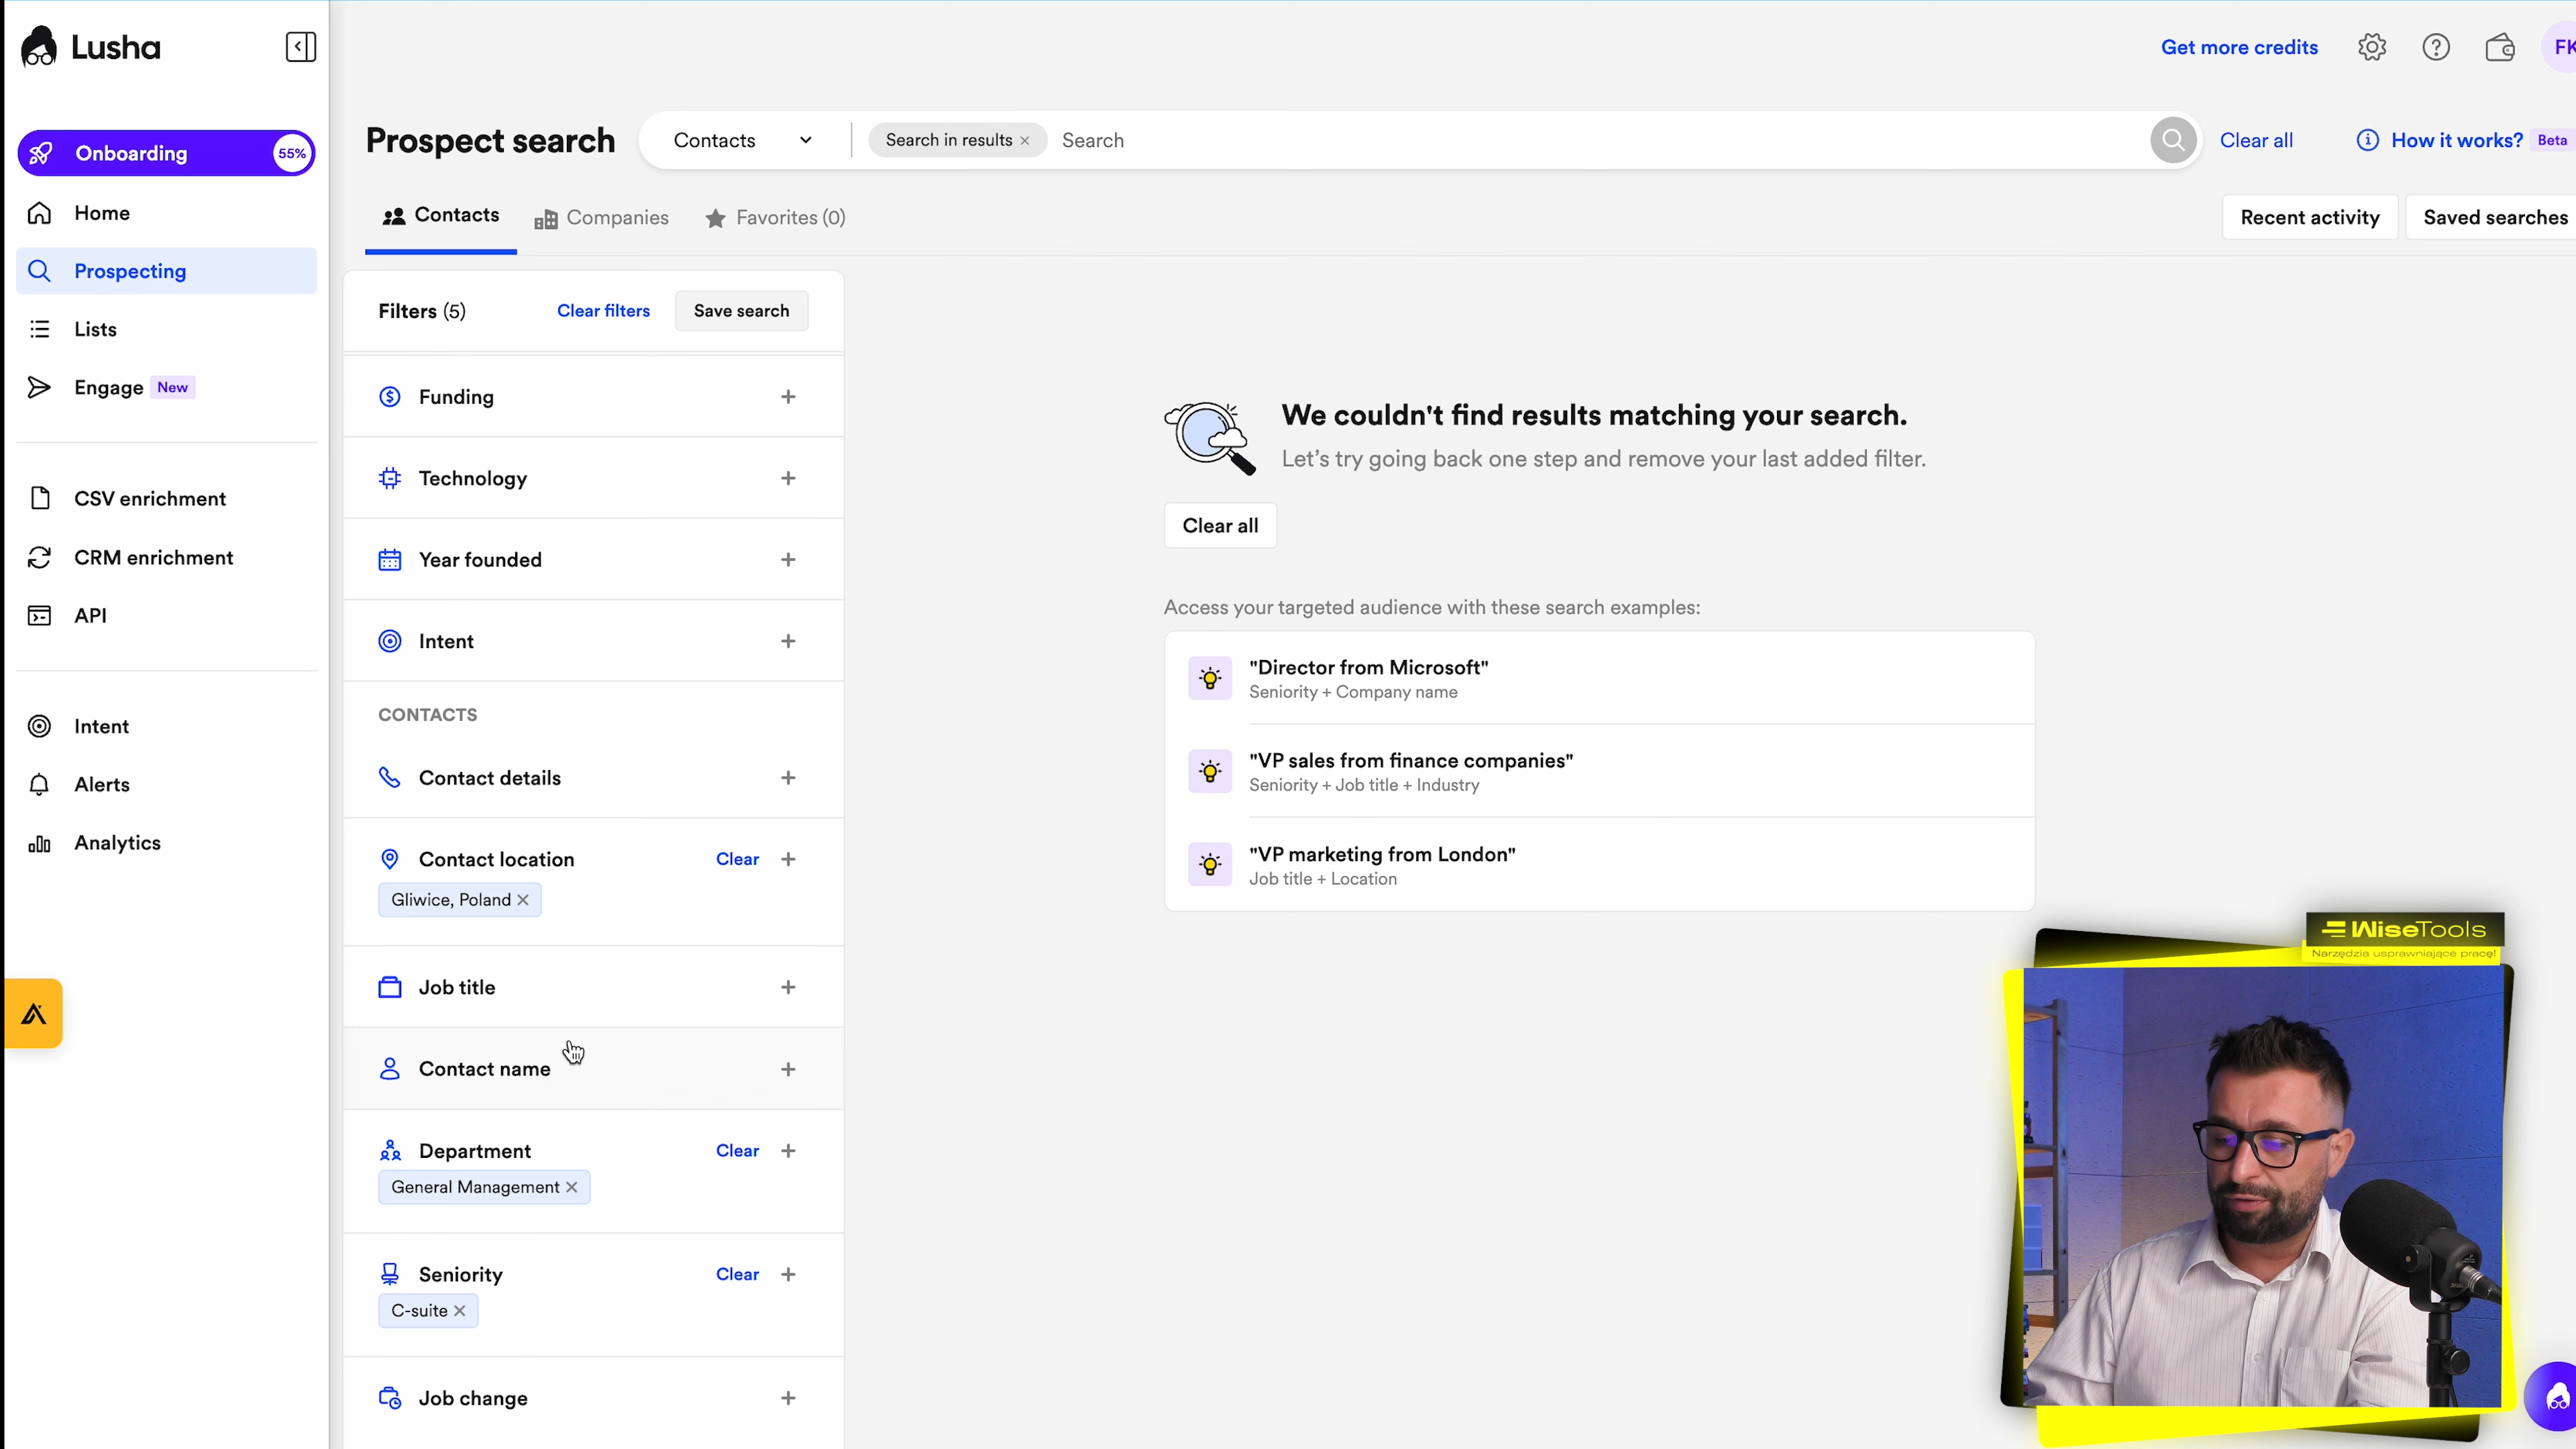 Lusha
Get more credits
FK
Onboarding 55%
Home
Prospecting
Lists
Engage New
CSV enrichment
CRM enrichment
API
Intent
Alerts
Analytics
Prospect search
Contacts
Search in results
Search
Clear all
How it works? Beta
Contacts
Companies
Favorites (0)
Recent activity
Saved searches
Filters (5)
Clear filters
Save search
Funding
Technology
Year founded
Intent
CONTACTS
Contact details
Contact location Clear
Gliwice, Poland
Job title
Contact name
Department Clear
General Management
Seniority Clear
C-suite
Job change
We couldn't find results matching your search.
Let's try going back one step and remove your last added filter.
Clear all
Access your targeted audience with these search examples:
"Director from Microsoft"
Seniority + Company name
"VP sales from finance companies"
Seniority + Job title + Industry
"VP marketing from London"
Job title + Location
WiseTools
Narzędzia usprawniające pracę!